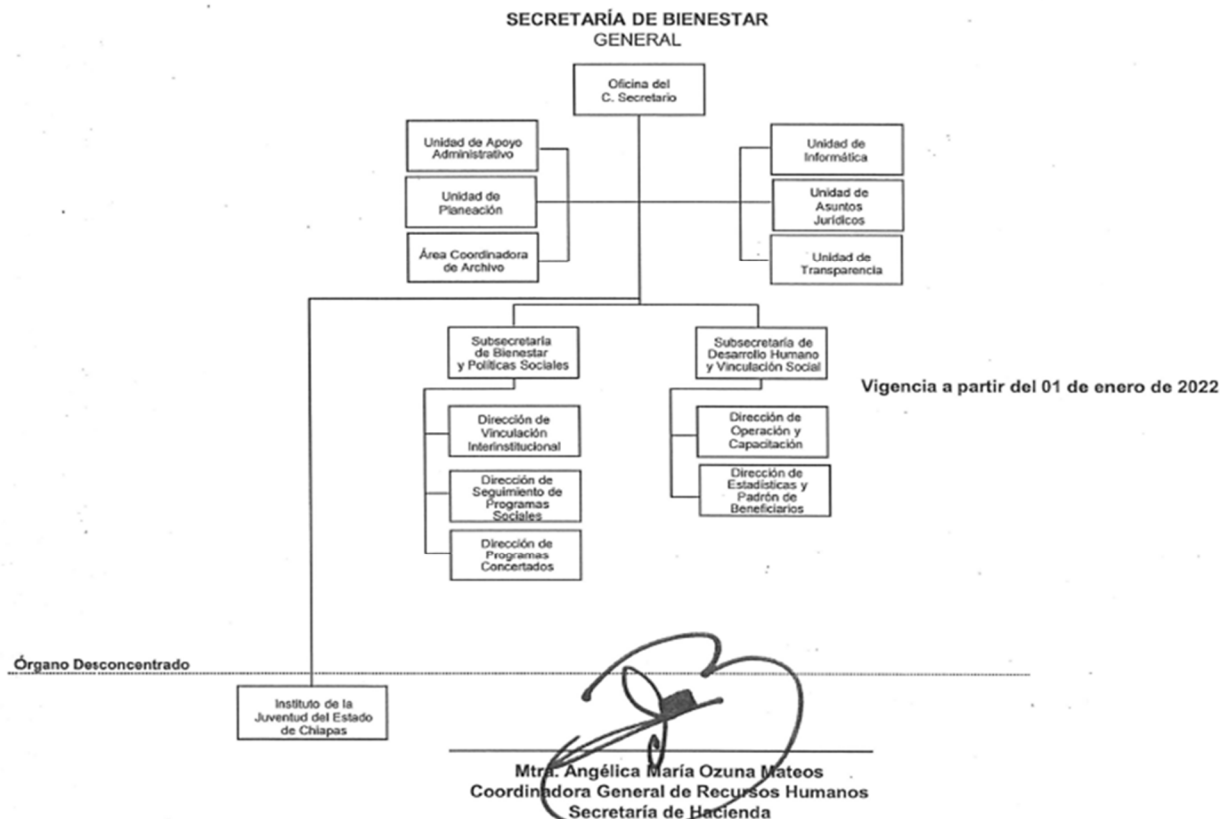 SECRETARÍA DE BIENESTAR
GENERAL
Oficina del
C. Secretario
Unidad de Apoyo
Administrativo
Unidad de
Planeación
Área Coordinadora
de Archivo
Unidad de
Informática
Unidad de
Asuntos
Jurídicos
Unidad de
Transparencia
Subsecretaría
de Bienestar
y Políticas Sociales
Dirección de
Vinculación
Interinstitucional
Dirección de
Seguimiento de
Programas
Sociales
Dirección de
Programas
Concertados
Subsecretaría de
Desarrollo Humano
y Vinculación Social
Dirección de
Operación y
Capacitación
Dirección de
Estadísticas y
Padrón de
Beneficiarios
Vigencia a partir del 01 de enero de 2022
Órgano Desconcentrado
Instituto de la
Juventud del Estado
de Chiapas
Mtra. Angélica María Ozuna Mateos
Coordinadora General de Recursos Humanos
Secretaría de Hacienda